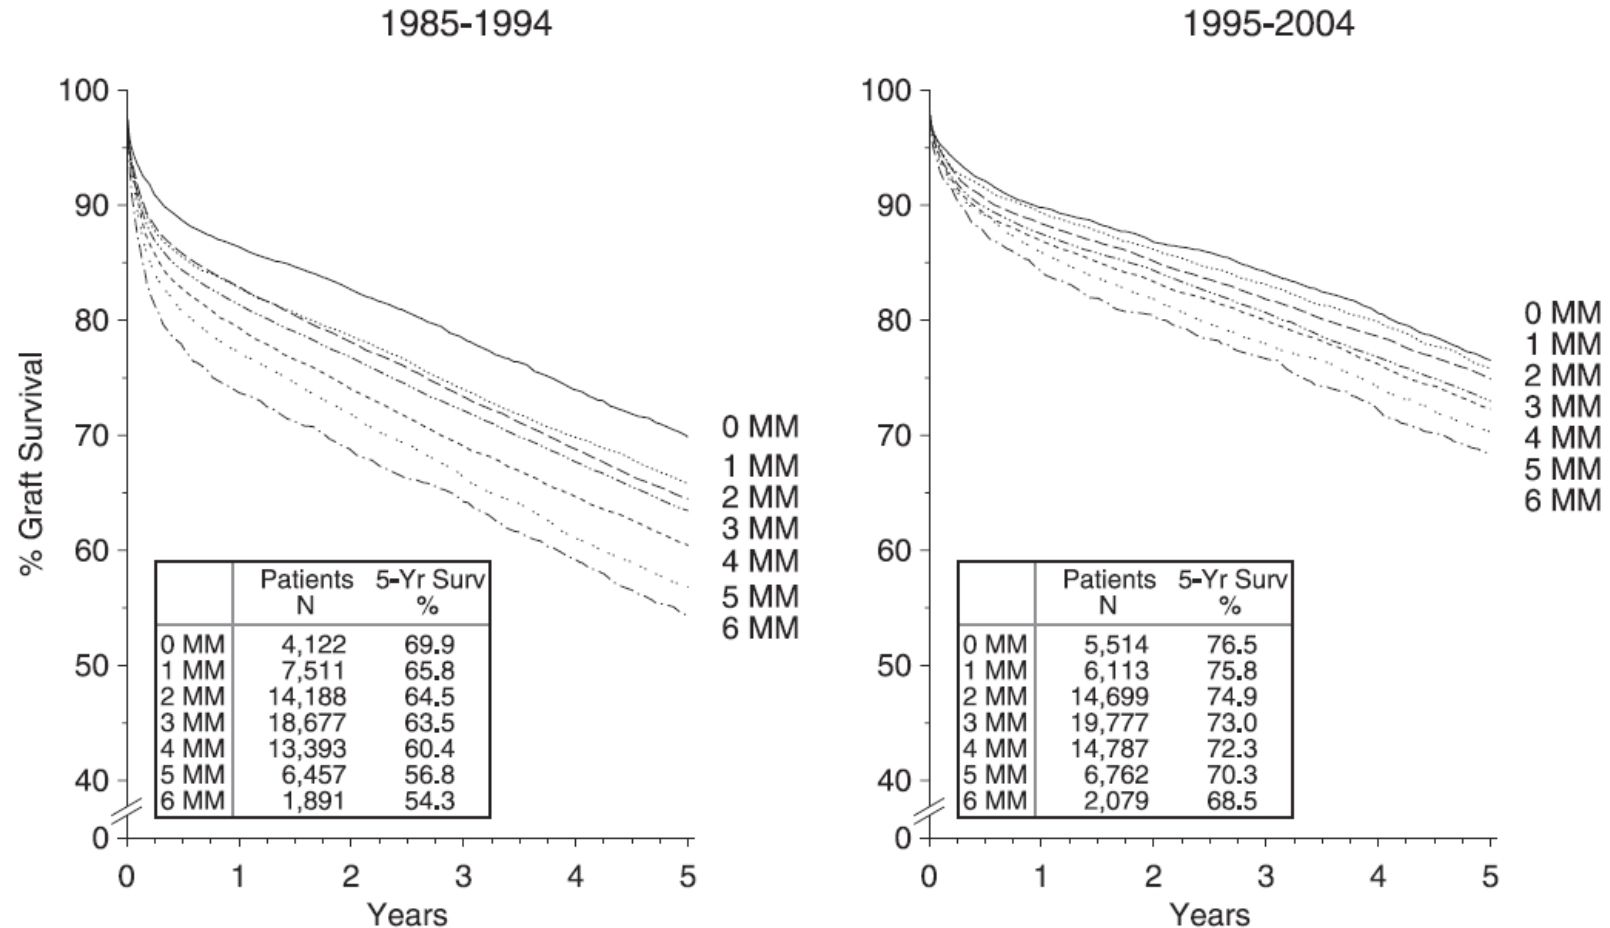 1985-1994
% Graft Survival
100
90
80
70
60
50
40
0
0 1 2 3 4 5
Years
0 MM
1 MM
2 MM
3 MM
4 MM
5 MM
6 MM
Patients 5-Yr Surv
N %
0 MM 4,122 69.9
1 MM 7,511 65.8
2 MM 14,188 64.5
3 MM 18,677 63.5
4 MM 13,393 60.4
5 MM 6,457 56.8
6 MM 1,891 54.3
1995-2004
100
90
80
70
60
50
40
0
0 1 2 3 4 5
Years
0 MM
1 MM
2 MM
3 MM
4 MM
5 MM
6 MM
Patients 5-Yr Surv
N %
0 MM 5,514 76.5
1 MM 6,113 75.8
2 MM 14,699 74.9
3 MM 19,777 73.0
4 MM 14,787 72.3
5 MM 6,762 70.3
6 MM 2,079 68.5